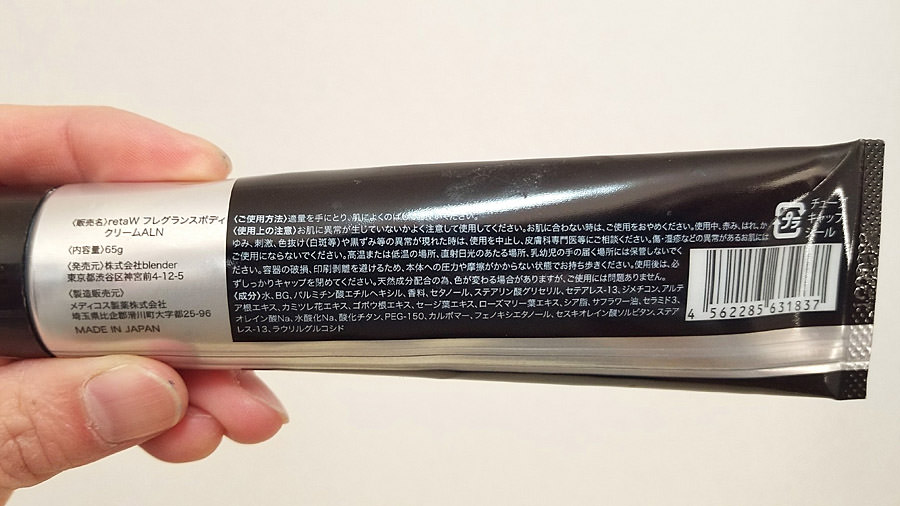 〈販売名〉retaW フレグランスボディ
クリームALN
〈内容量〉65g
〈発売元〉株式会社blender
東京都渋谷区神宮前4-12-5
〈製造販売元〉
メディコス製薬株式会社
埼玉県比企郡滑川町大字都25-96
MADE IN JAPAN
〈ご使用方法〉適量を手にとり、肌によくのばし
ください。
〈使用上の注意〉お肌に異常が生じていないかよく注意して使用してください。お肌に合わない時は、ご使用をおやめください。使用中、赤み、はれ、か
ゆみ、刺激、色抜け(白斑等)や黒ずみ等の異常が現れた時は、使用を中止し、皮膚科専門医等にご相談ください。傷・湿疹などの異常があるお肌には
ご使用にならないでください。高温または低温の場所、直射日光のあたる場所、乳幼児の手の届く場所には保管しないでく
ださい。容器の破損、印刷剥離を避けるため、本体への圧力や摩擦がかからない状態でお持ち歩きください。使用後は、必
ずしっかりキャップを閉めてください。天然成分配合の為、色が変わる場合がありますが、ご使用には問題ありません。
〈成分〉水、BG、パルミチン酸エチルヘキシル、香料、セタノール、ステアリン酸グリセリル、セテアレス-13、ジメチコン、アルテ
ア根エキス、カミツレ花エキス、ゴボウ根エキス、セージ葉エキス、ローズマリー葉エキス、シア脂、サフラワー油、セラミド3、
オレイン酸Na、水酸化Na、酸化チタン、PEG-150、カルボマー、フェノキシエタノール、セスキオレイン酸ソルビタン、ステア
レス-13、ラウリルグルコシド
プラ
チューブ
キャップ
シール
4 562285 631837